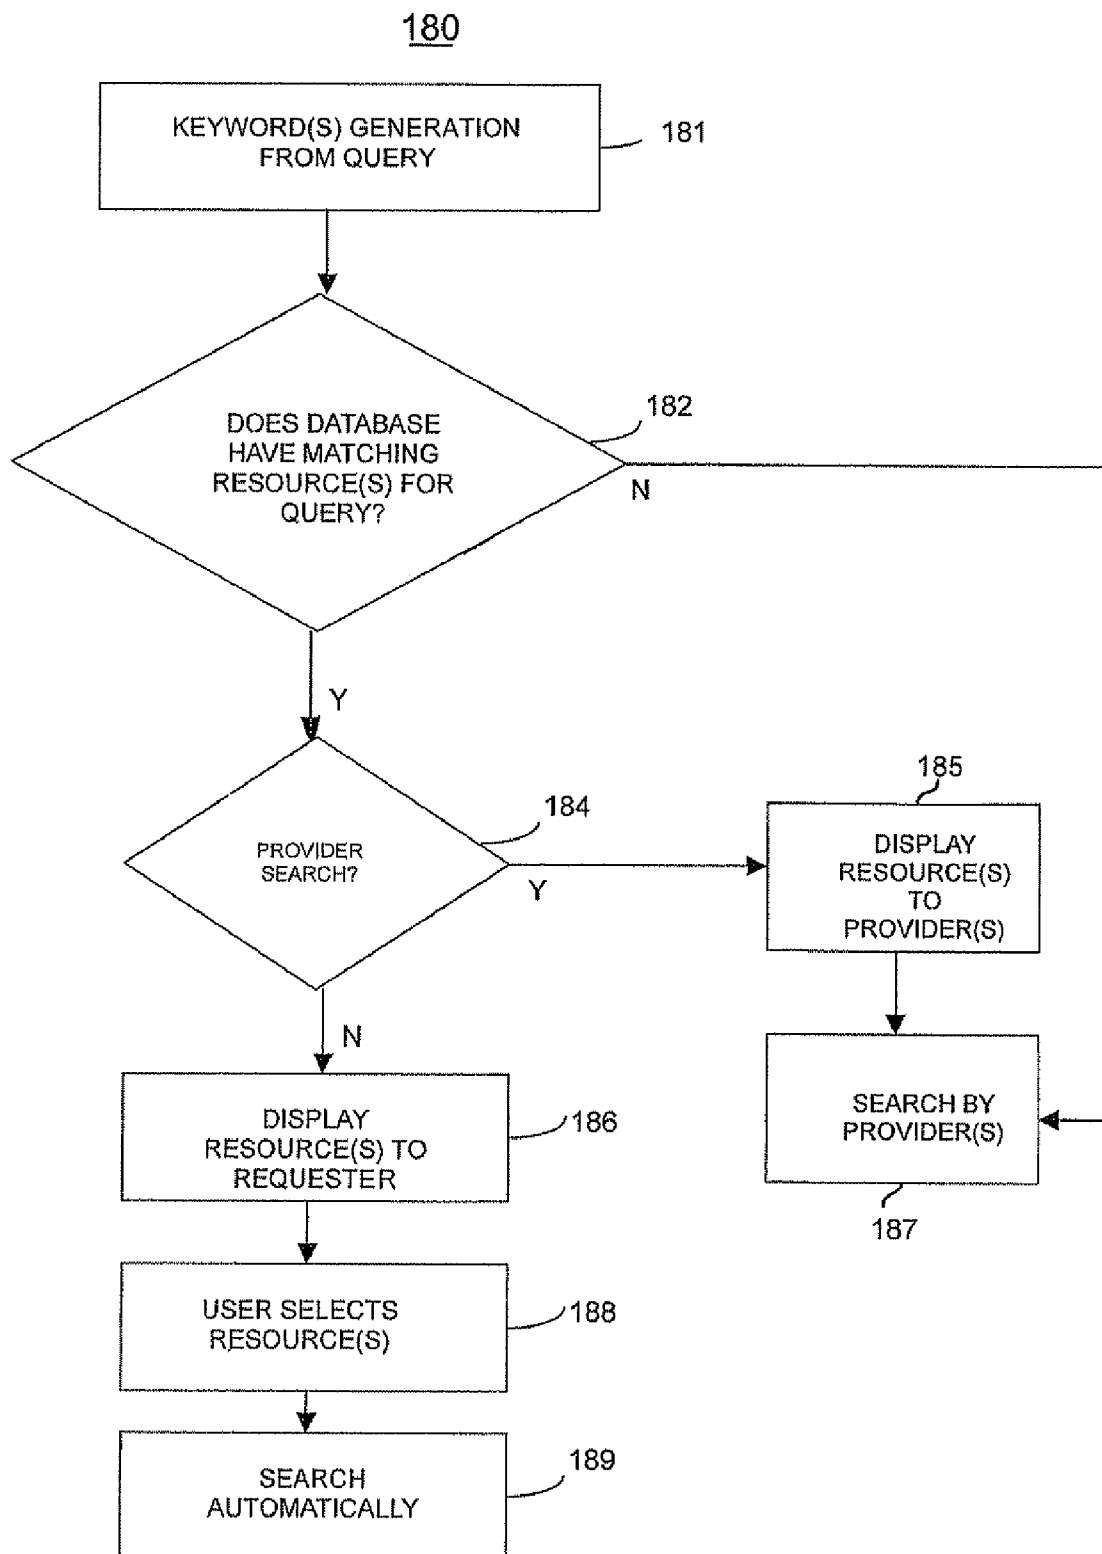 180
KEYWORD(S) GENERATION
FROM QUERY
181
DOES DATABASE
HAVE MATCHING
RESOURCE(S) FOR
QUERY?
182
N
Y
PROVIDER
SEARCH?
184
Y
185
DISPLAY
RESOURCE(S)
TO
PROVIDER(S)
N
SEARCH BY
PROVIDER(S)
187
DISPLAY
RESOURCE(S) TO
REQUESTER
186
USER SELECTS
RESOURCE(S)
188
SEARCH
AUTOMATICALLY
189